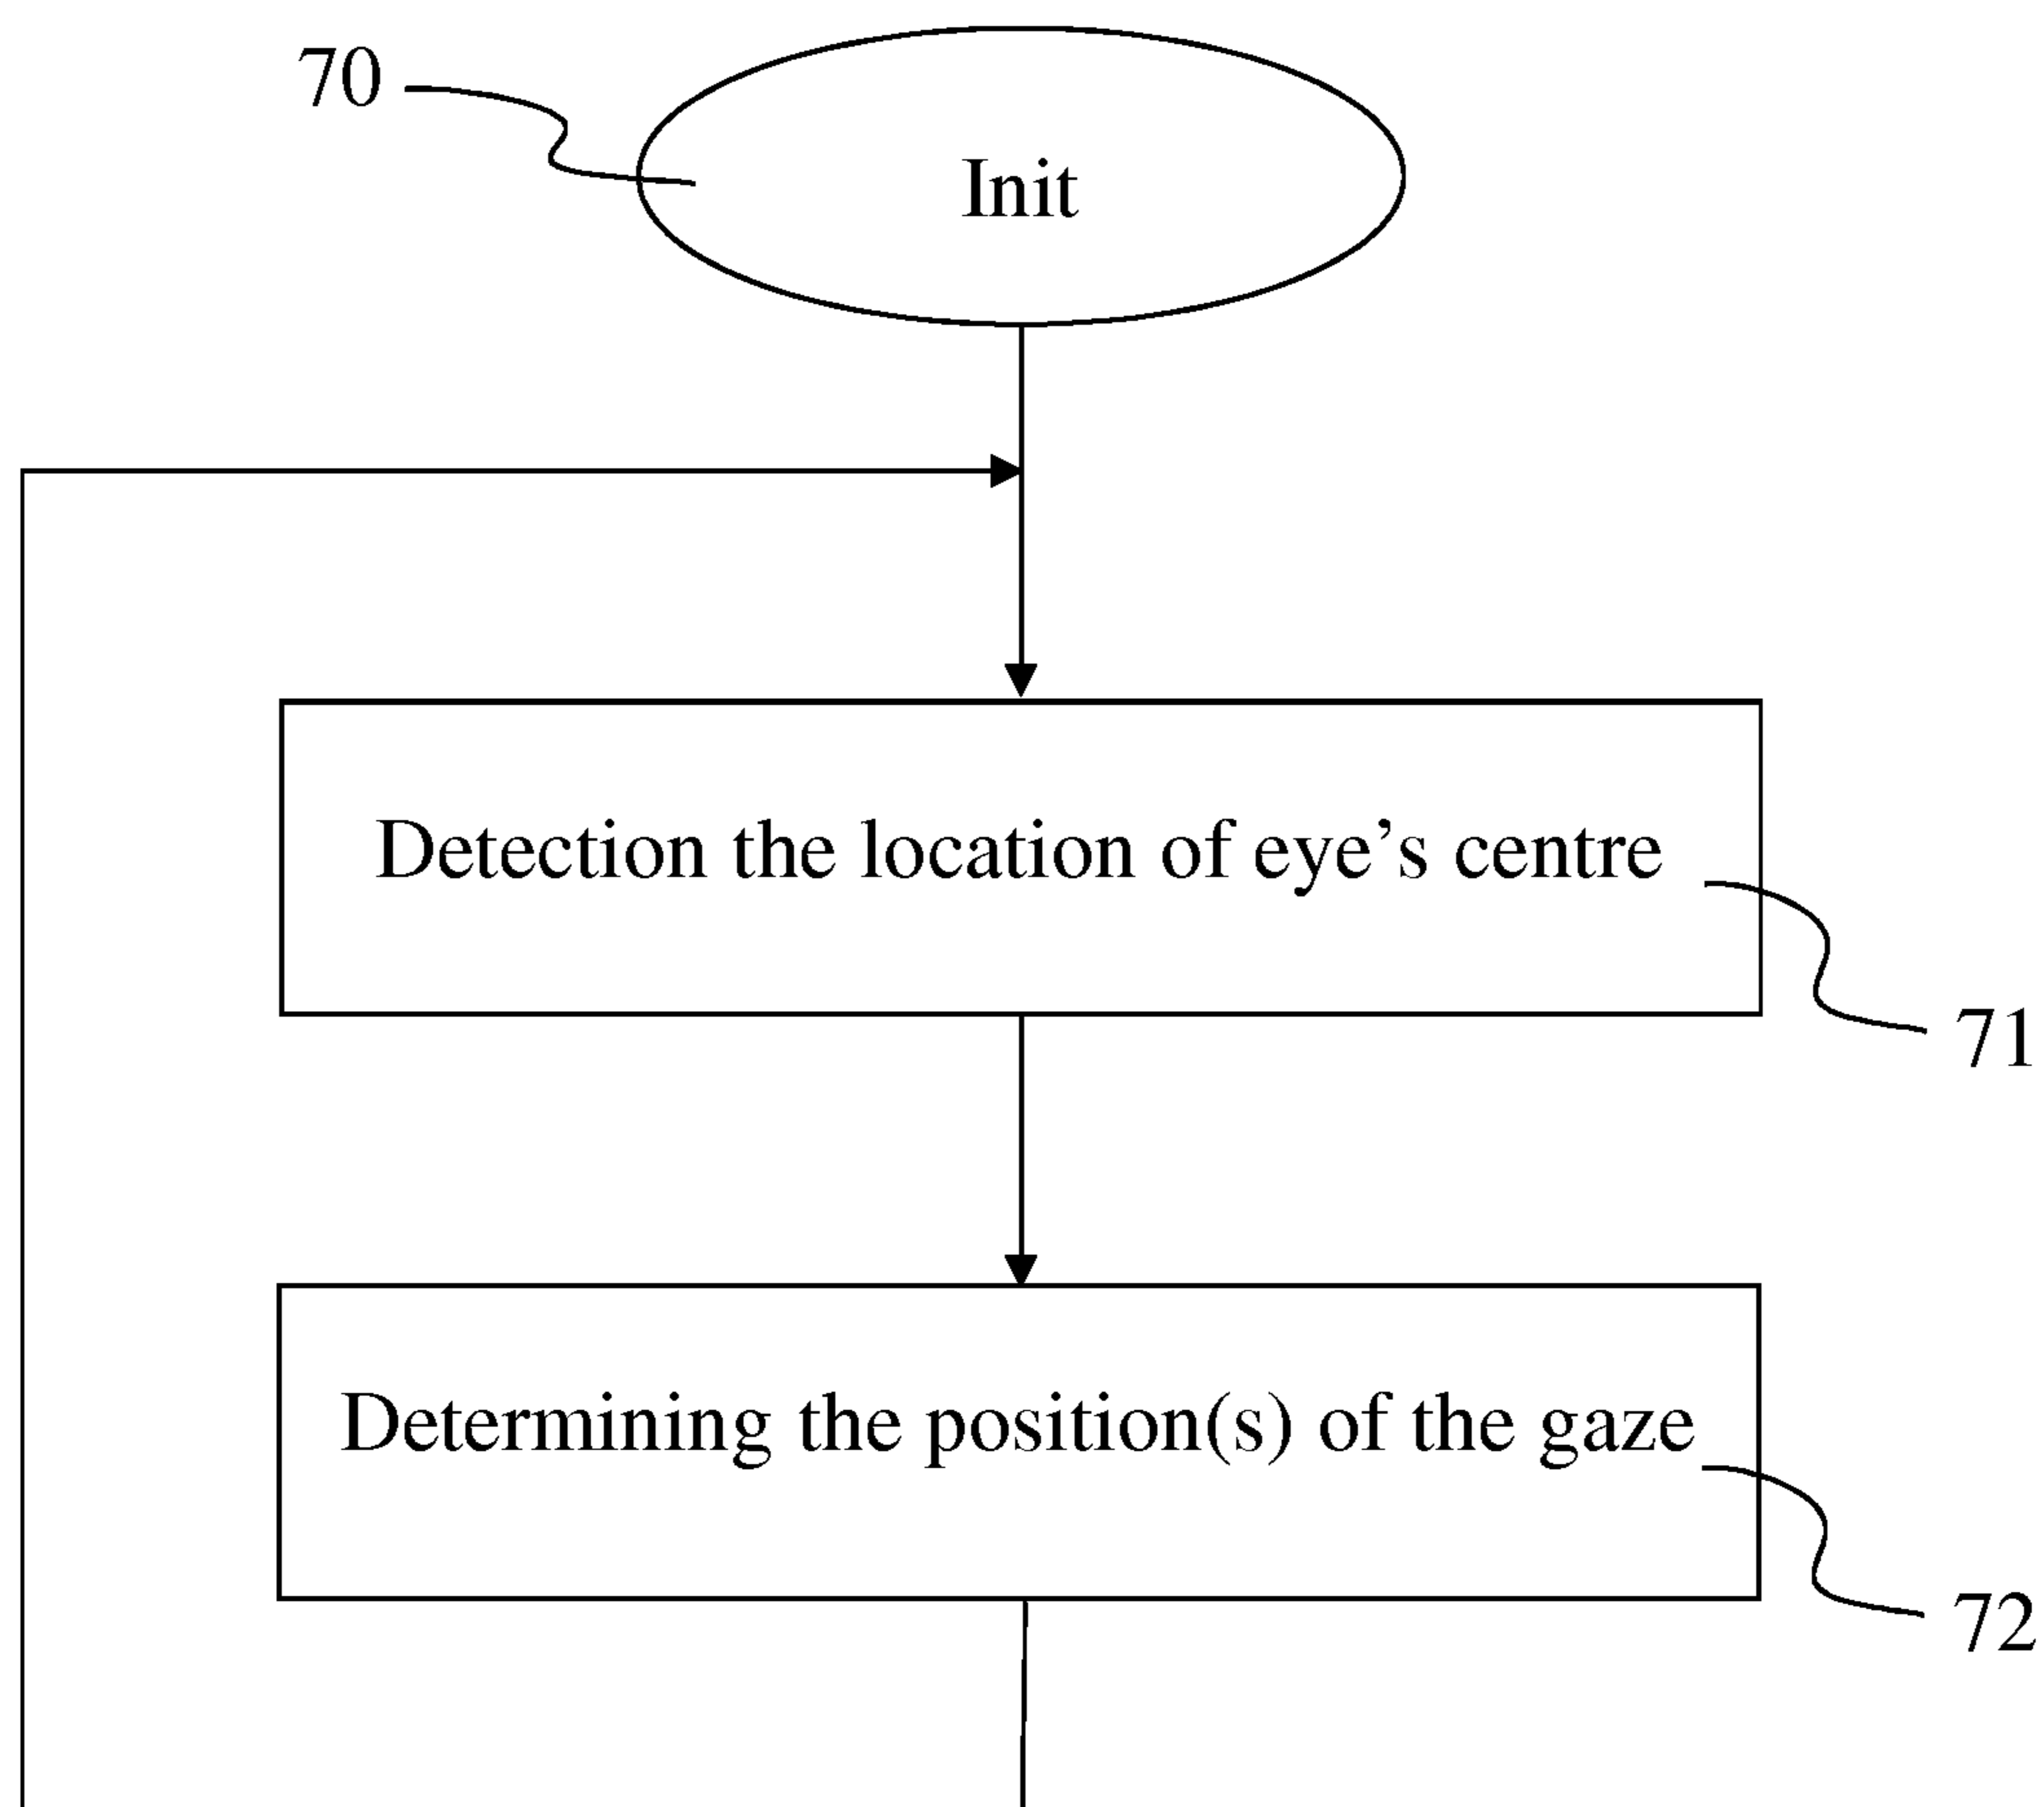 70
Init
Detection the location of eye’s centre
71
Determining the position(s) of the gaze
72